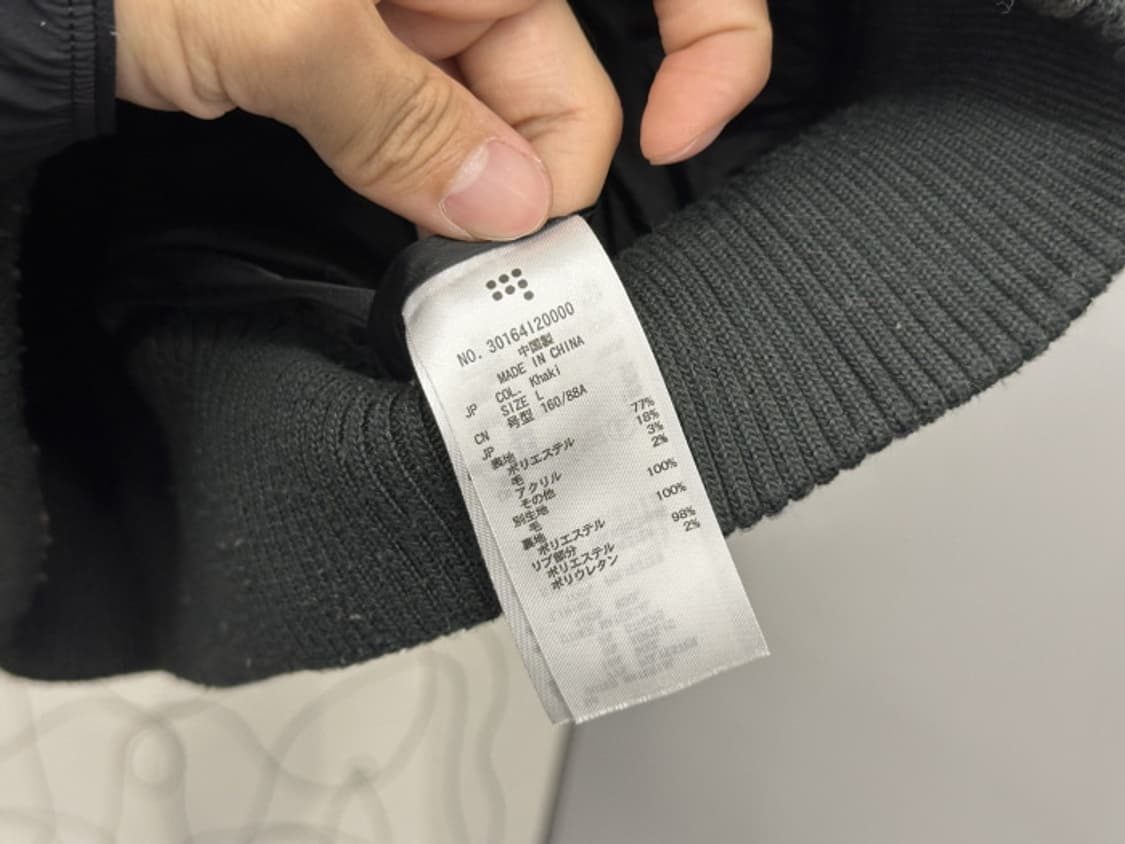 NO. 30164120000
中国製
MADE IN CHINA
COL. Khaki
JP SIZE L
CN 号型 160/88A
JP
表地
ポリエステル 77%
毛 18%
アクリル 3%
その他 2%
別生地
毛 100%
裏地
ポリエステル 100%
リブ部分
ポリエステル 98%
ポリウレタン 2%